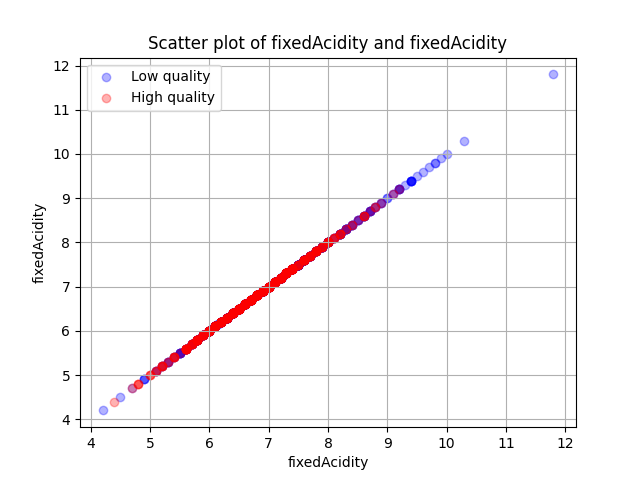 Scatter plot of fixedAcidity and fixedAcidity
Low quality
High quality
12
11
10
9
8
7
6
5
4
fixedAcidity
4 5 6 7 8 9 10 11 12
fixedAcidity